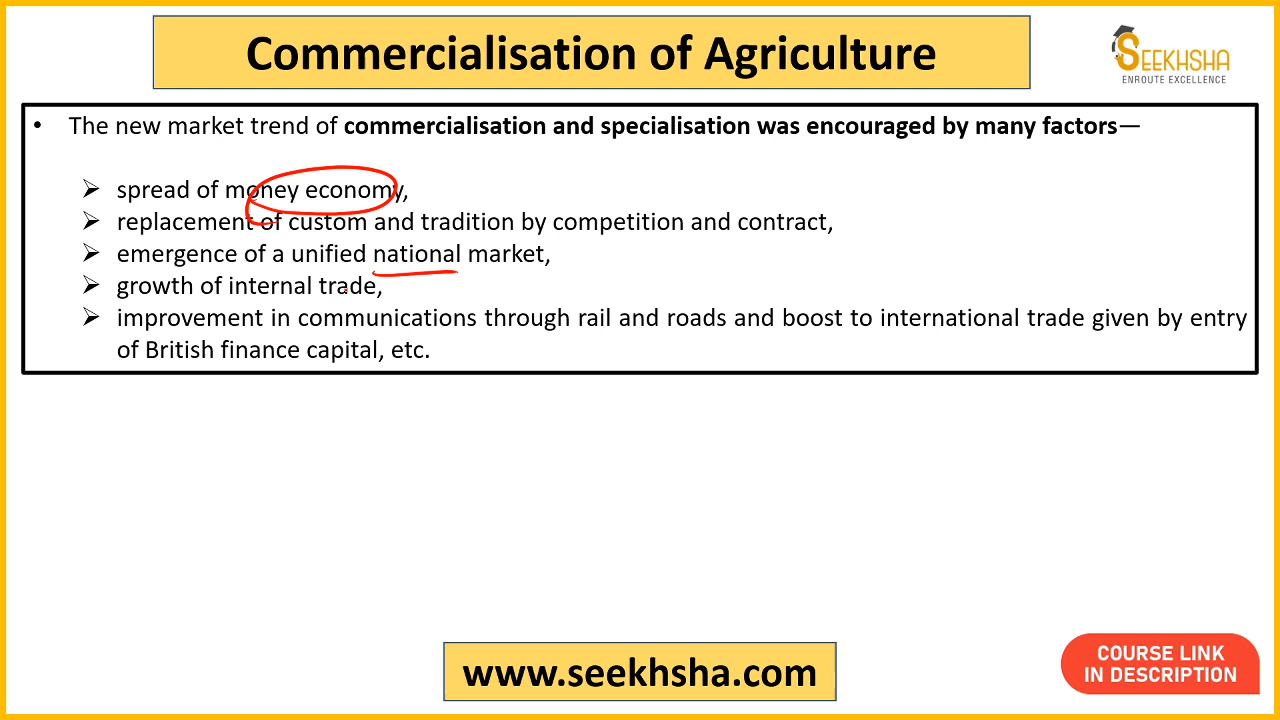 Commercialisation of Agriculture
SEEKHSHA
ENROUTE EXCELLENCE
• The new market trend of commercialisation and specialisation was encouraged by many factors—
➢ spread of money economy,
➢ replacement of custom and tradition by competition and contract,
➢ emergence of a unified national market,
➢ growth of internal trade,
➢ improvement in communications through rail and roads and boost to international trade given by entry
of British finance capital, etc.
www.seekhsha.com
COURSE LINK
IN DESCRIPTION